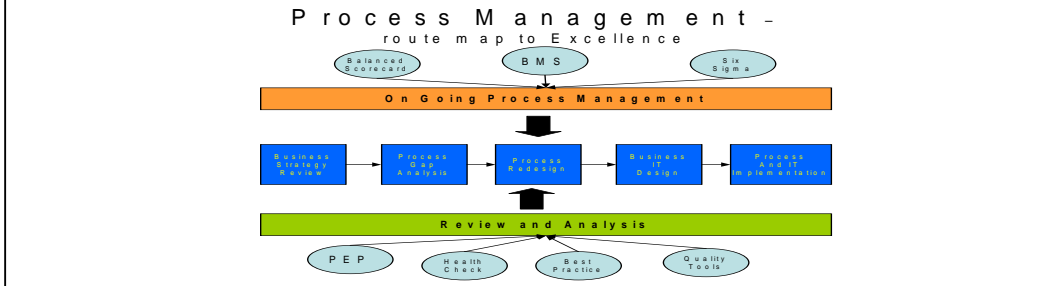 Process Management –
route map to Excellence
Balanced
Scorecard
BMS
Six
Sigma
On Going Process Management
Business
Strategy
Review
Process
Gap
Analysis
Process
Redesign
Business
IT
Design
Process
And IT
Implementation
Review and Analysis
PEP
Health
Check
Best
Practice
Quality
Tools